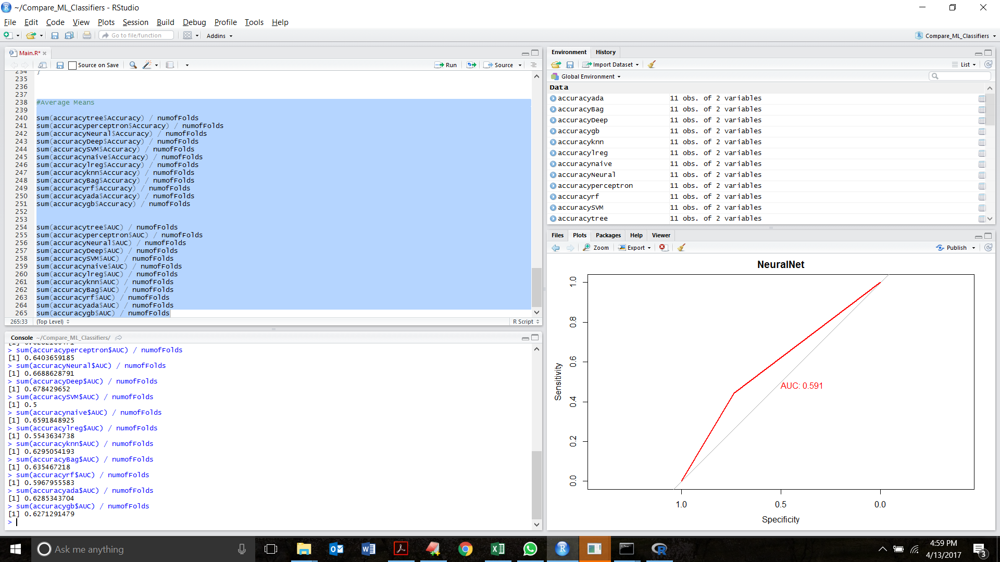 ~/Compare_ML_Classifiers - RStudio
File Edit Code View Plots Session Build Debug Profile Tools Help
Go to file/function Addins Compare_ML_Classifiers
Main.R*
Source on Save Run Source
234 }
235
236
237
238 #Average Means
239
240 sum(accuracytree$Accuracy) / numofFolds
241 sum(accuracyperceptron$Accuracy) / numofFolds
242 sum(accuracyNeural$Accuracy) / numofFolds
243 sum(accuracyDeep$Accuracy) / numofFolds
244 sum(accuracySVM$Accuracy) / numofFolds
245 sum(accuracynaive$Accuracy) / numofFolds
246 sum(accuracylreg$Accuracy) / numofFolds
247 sum(accuracyknn$Accuracy) / numofFolds
248 sum(accuracyBag$Accuracy) / numofFolds
249 sum(accuracyrf$Accuracy) / numofFolds
250 sum(accuracyada$Accuracy) / numofFolds
251 sum(accuracygb$Accuracy) / numofFolds
252
253
254 sum(accuracytree$AUC) / numofFolds
255 sum(accuracyperceptron$AUC) / numofFolds
256 sum(accuracyNeural$AUC) / numofFolds
257 sum(accuracyDeep$AUC) / numofFolds
258 sum(accuracySVM$AUC) / numofFolds
259 sum(accuracynaive$AUC) / numofFolds
260 sum(accuracylreg$AUC) / numofFolds
261 sum(accuracyknn$AUC) / numofFolds
262 sum(accuracyBag$AUC) / numofFolds
263 sum(accuracyrf$AUC) / numofFolds
264 sum(accuracyada$AUC) / numofFolds
265 sum(accuracygb$AUC) / numofFolds
265:33 (Top Level) R Script
Console ~/Compare_ML_Classifiers/
> sum(accuracyperceptron$AUC) / numofFolds
[1] 0.6403659185
> sum(accuracyNeural$AUC) / numofFolds
[1] 0.6688628791
> sum(accuracyDeep$AUC) / numofFolds
[1] 0.678429652
> sum(accuracySVM$AUC) / numofFolds
[1] 0.5
> sum(accuracynaive$AUC) / numofFolds
[1] 0.6591848925
> sum(accuracylreg$AUC) / numofFolds
[1] 0.5543634738
> sum(accuracyknn$AUC) / numofFolds
[1] 0.6295054193
> sum(accuracyBag$AUC) / numofFolds
[1] 0.635467218
> sum(accuracyrf$AUC) / numofFolds
[1] 0.5967955583
> sum(accuracyada$AUC) / numofFolds
[1] 0.6285343704
> sum(accuracygb$AUC) / numofFolds
[1] 0.6271291479
>
Environment History
Import Dataset List
Global Environment
Data
accuracyada 11 obs. of 2 variables
accuracyBag 11 obs. of 2 variables
accuracyDeep 11 obs. of 2 variables
accuracygb 11 obs. of 2 variables
accuracyknn 11 obs. of 2 variables
accuracylreg 11 obs. of 2 variables
accuracynaive 11 obs. of 2 variables
accuracyNeural 11 obs. of 2 variables
accuracyperceptron 11 obs. of 2 variables
accuracyrf 11 obs. of 2 variables
accuracySVM 11 obs. of 2 variables
accuracytree 11 obs. of 2 variables
Files Plots Packages Help Viewer
Zoom Export Publish
NeuralNet
1.0
0.8
0.6
0.4
0.2
0.0
Sensitivity
AUC: 0.591
1.0 0.5 0.0
Specificity
Ask me anything
4:59 PM
4/13/2017
3